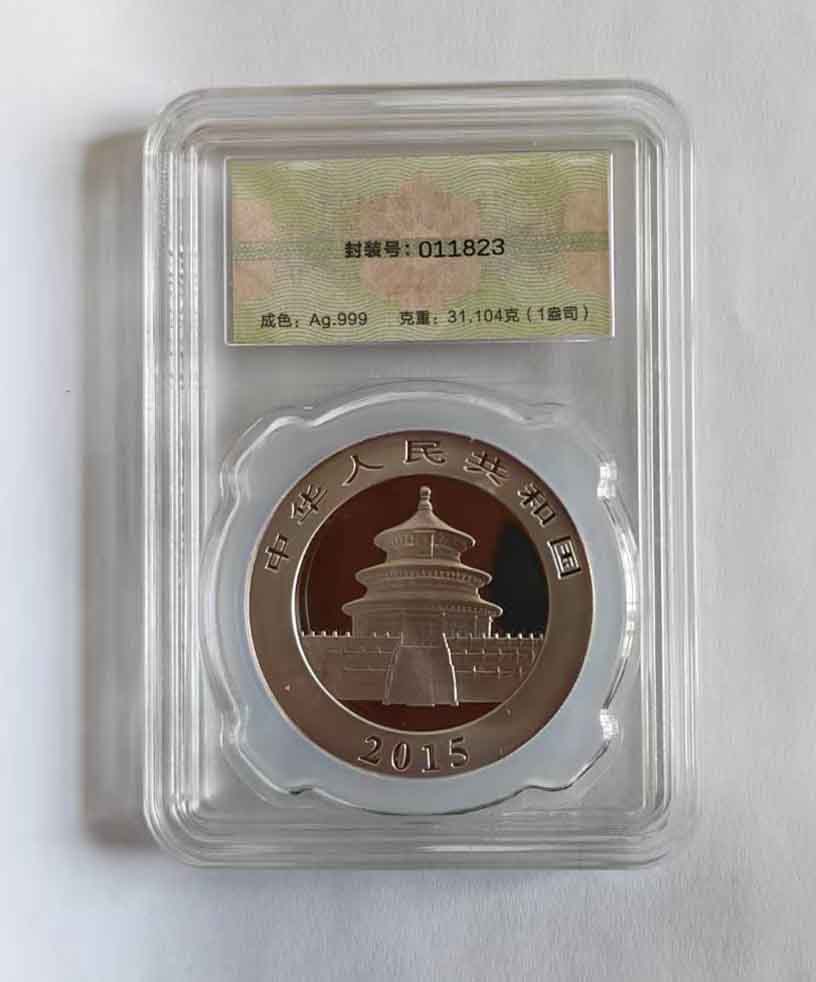 封装号：011823
成色：Ag.999 克重：31.104克（1盎司）
中华人民共和国
2015